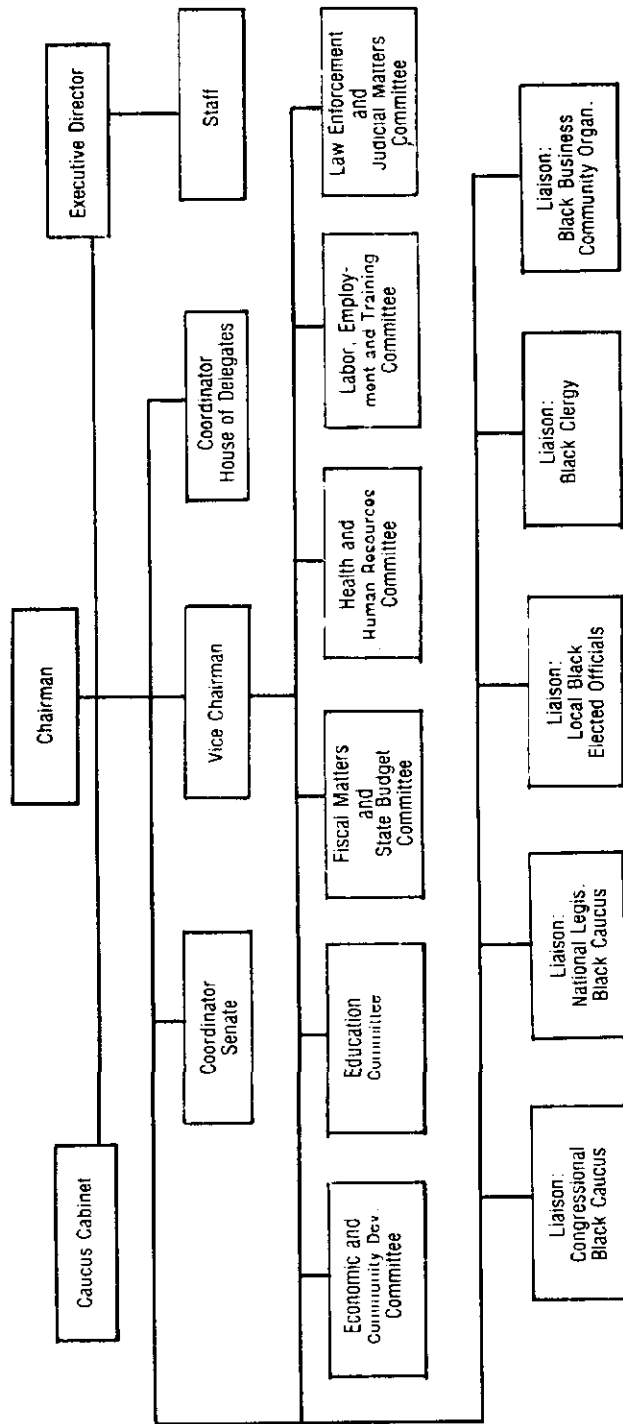 Chairman
Caucus Cabinet
Executive Director
Staff
Coordinator
Senate
Vice Chairman
Coordinator
House of Delegates
Economic and
Community Dev.
Committee
Education
Committee
Fiscal Matters
and
State Budget
Committee
Health and
Human Resources
Committee
Labor, Employ-
ment and Training
Committee
Law Enforcement
and
Judicial Matters
Committee
Liaison:
Congressional
Black Caucus
Liaison:
National Legis.
Black Caucus
Liaison:
Local Black
Elected Officials
Liaison:
Black Clergy
Liaison:
Black Business
Community Organ.